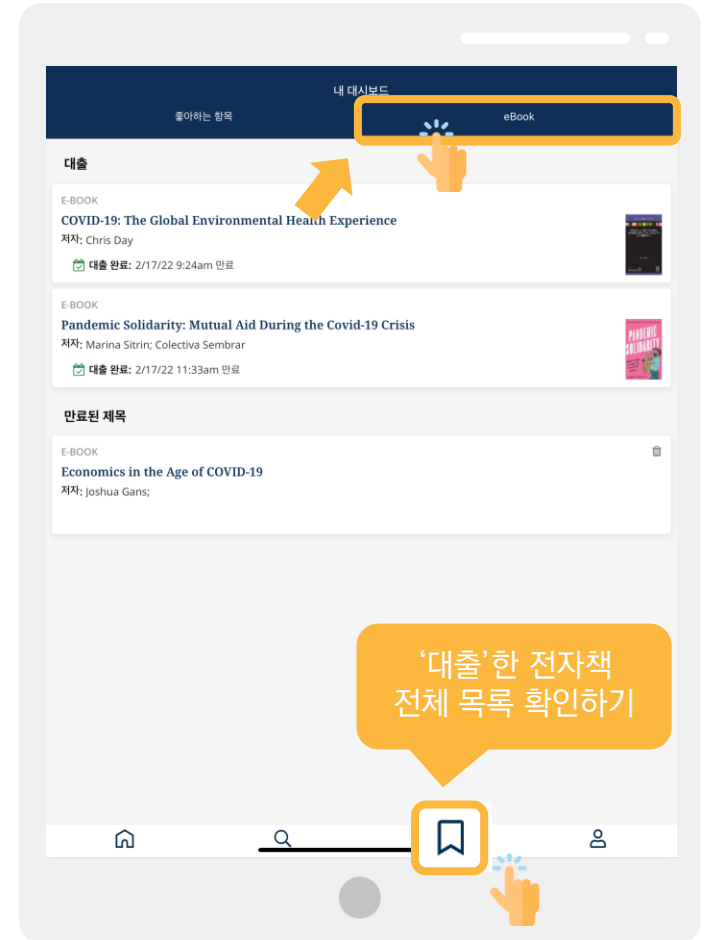 내 대시보드
좋아하는 항목
eBook
대출
E-BOOK
COVID-19: The Global Environmental Health Experience
저자: Chris Day
대출 완료: 2/17/22 9:24am 만료
E-BOOK
Pandemic Solidarity: Mutual Aid During the Covid-19 Crisis
저자: Marina Sitrin; Colectiva Sembrar
대출 완료: 2/17/22 11:33am 만료
PANDEMIC
SOLIDARITY
만료된 제목
E-BOOK
Economics in the Age of COVID-19
저자: Joshua Gans;
‘대출’한 전자책
전체 목록 확인하기